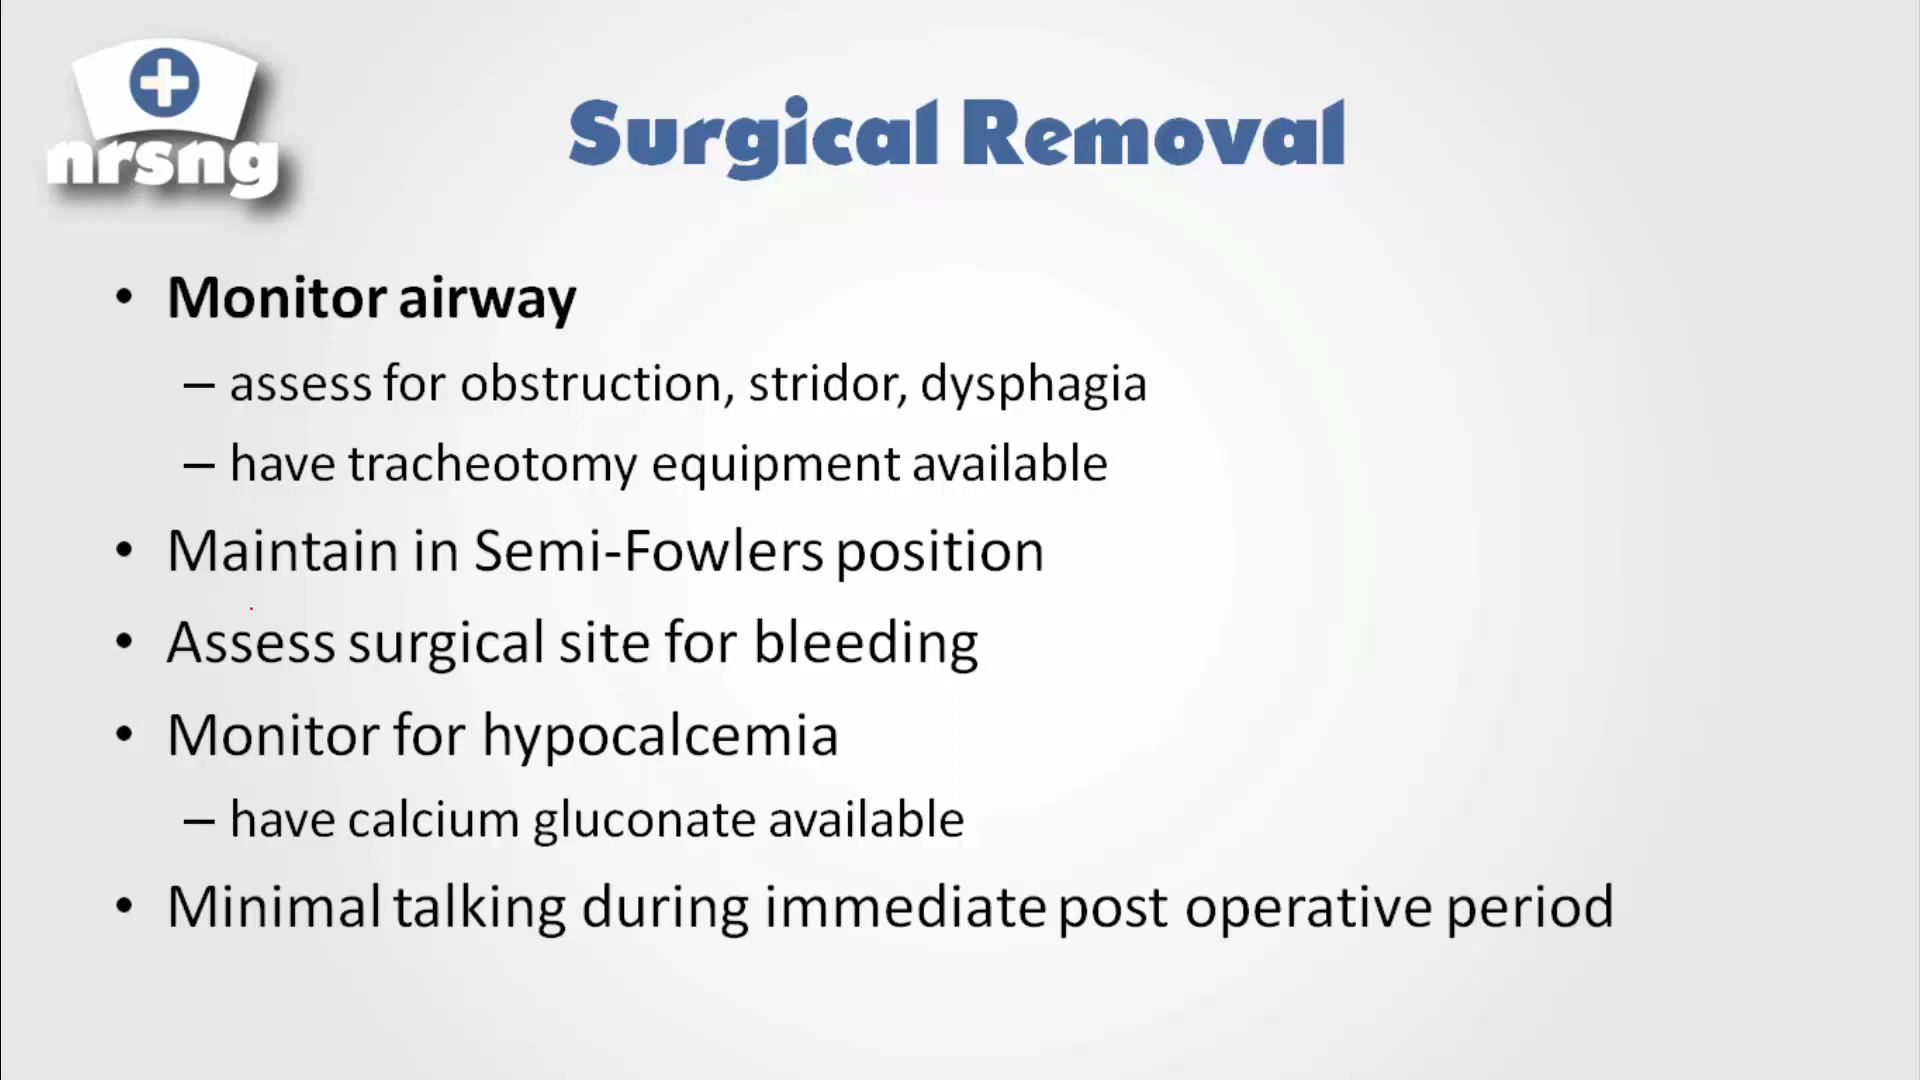 nrsng
Surgical Removal
• Monitor airway
– assess for obstruction, stridor, dysphagia
– have tracheotomy equipment available
• Maintain in Semi-Fowlers position
• Assess surgical site for bleeding
• Monitor for hypocalcemia
– have calcium gluconate available
• Minimal talking during immediate post operative period